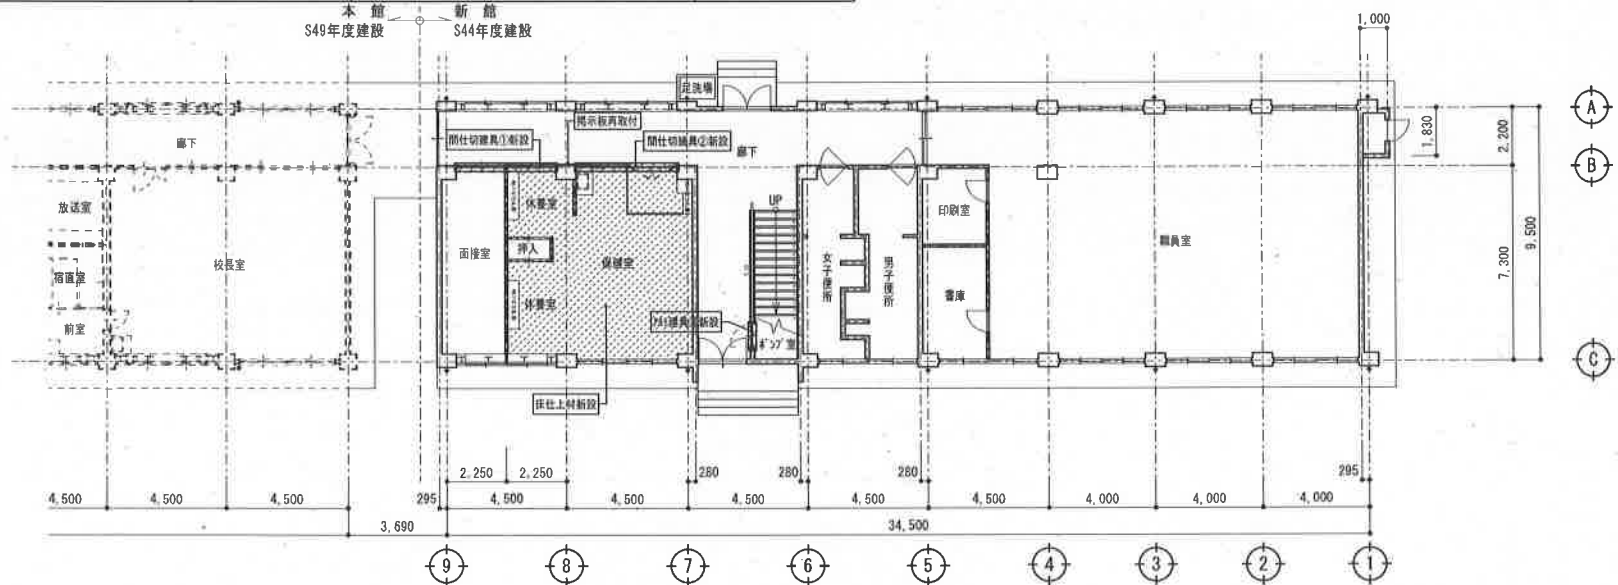 本館
新館
S49年度建設
S44年度建設
1,000
足洗場
掲示板再取付
間仕切建具①新設
間仕切建具②新設
廊下
廊下
1,830
2,200
A
B
放送室
休養室
UP
印刷室
職員室
9,500
7,300
面接室
押入
保健室
校長室
宿直室
女子便所
男子便所
休養室
書庫
前室
ポンプ室
C
床仕上材新設
2,250
2,250
280
280
280
295
4,500
4,500
4,500
295
4,500
4,500
4,500
4,500
4,500
4,000
4,000
4,000
3,690
34,500
9
8
7
6
5
4
3
2
1